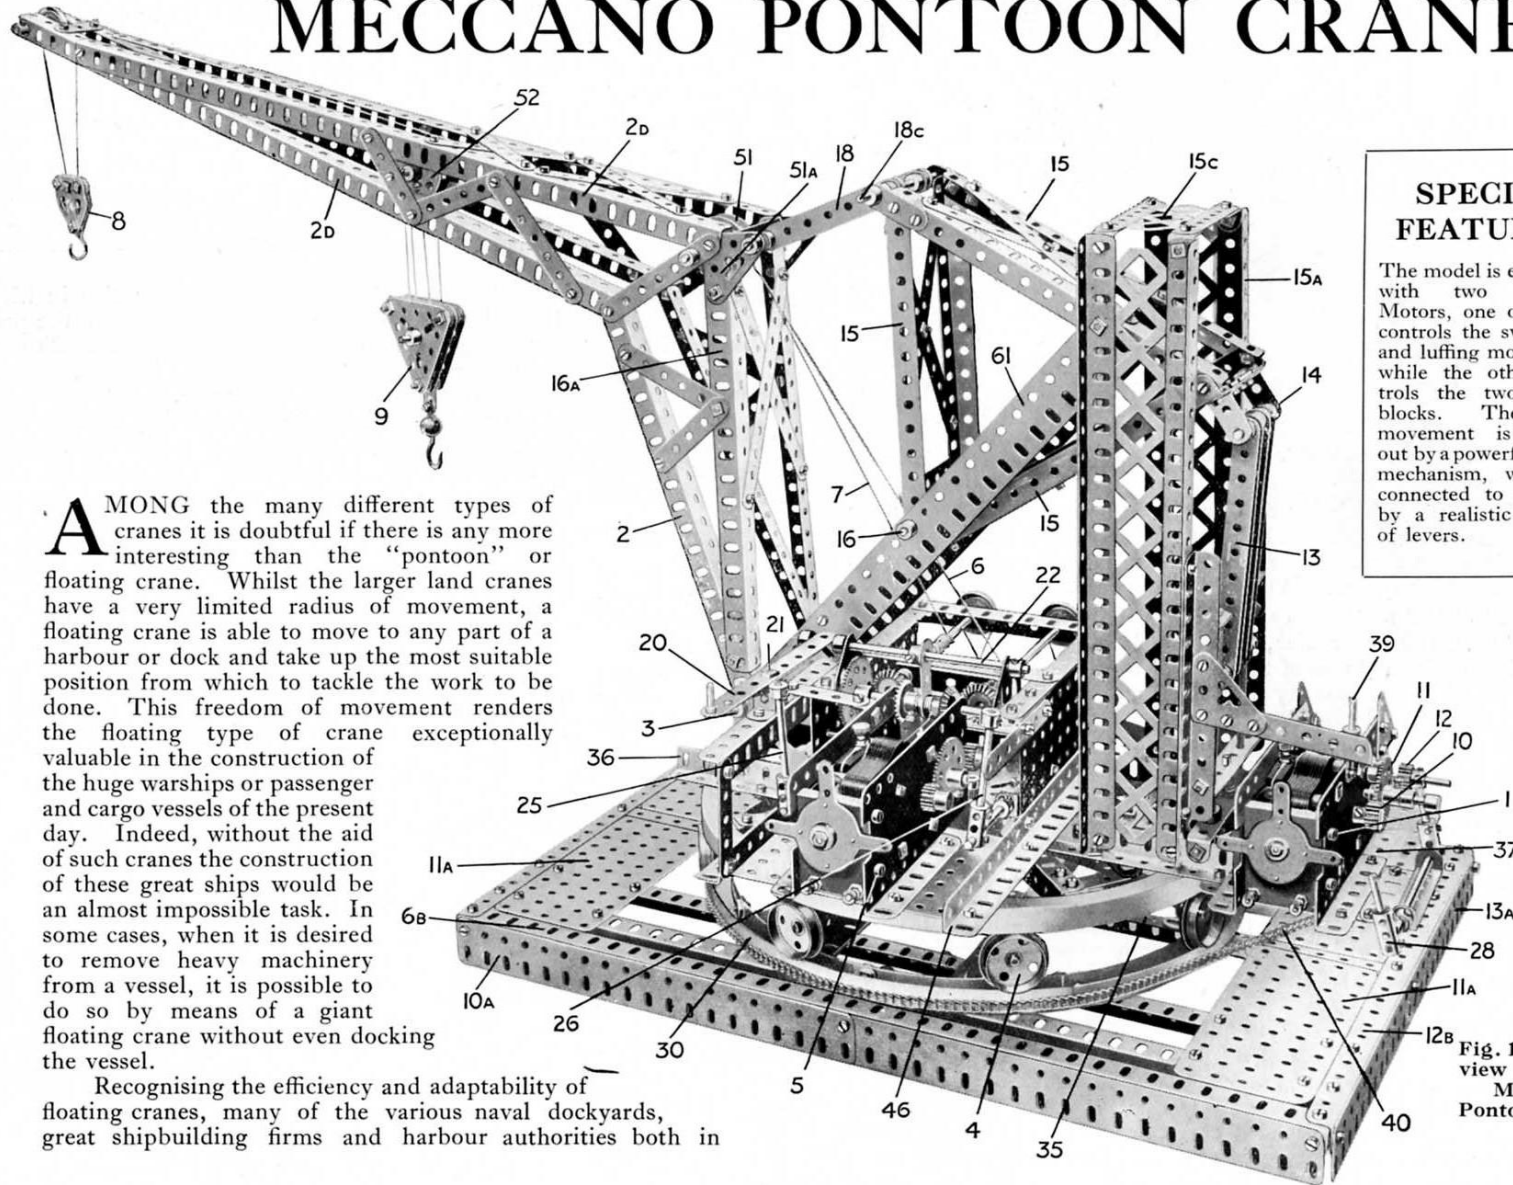 MECCANO PONTOON CRANE
AMONG the many different types of
cranes it is doubtful if there is any more
interesting than the “pontoon” or
floating crane. Whilst the larger land cranes
have a very limited radius of movement, a
floating crane is able to move to any part of a
harbour or dock and take up the most suitable
position from which to tackle the work to be
done. This freedom of movement renders
the floating type of crane exceptionally
valuable in the construction of
the huge warships or passenger
and cargo vessels of the present
day. Indeed, without the aid
of such cranes the construction
of these great ships would be
an almost impossible task. In
some cases, when it is desired
to remove heavy machinery
from a vessel, it is possible to
do so by means of a giant
floating crane without even docking
the vessel.
Recognising the efficiency and adaptability of
floating cranes, many of the various naval dockyards,
great shipbuilding firms and harbour authorities both in
SPECI
FEATU
The model is e
with two
Motors, one o
controls the s
and luffing mo
while the oth
trols the two
blocks. The
movement is
out by a powerf
mechanism, w
connected to
by a realistic
of levers.
52
2D
51
51A
18
18C
15
15C
8
2D
15A
15
61
16A
14
9
7
2
16
15
6
22
13
21
20
39
11
12
10
3
36
25
1
37
11A
6B
13A
28
10A
11A
26
30
12B
5
46
4
35
40
Fig. 1
view
M
Ponto